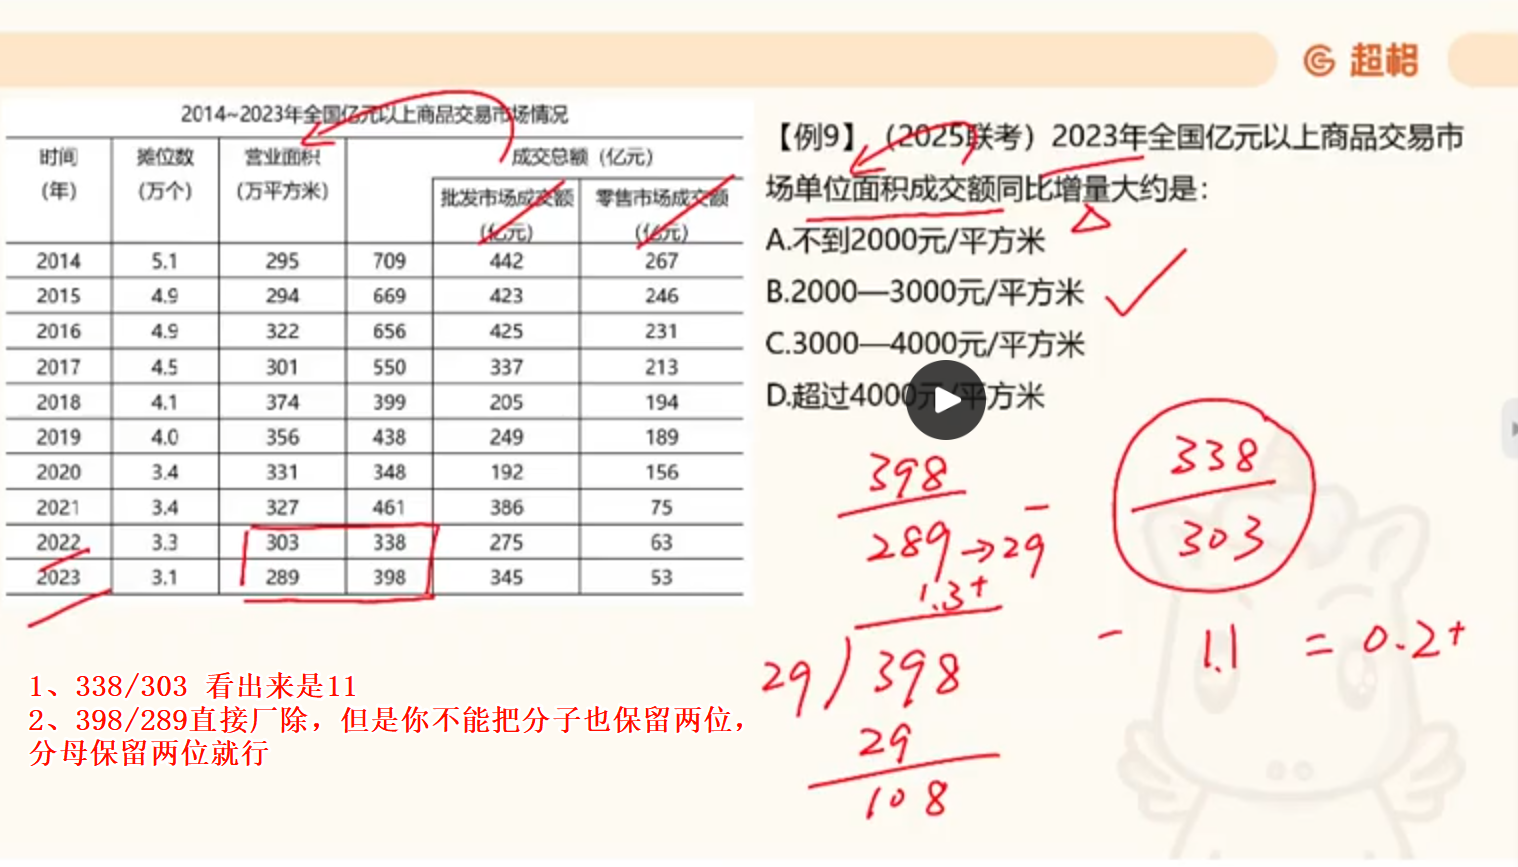 超格
2014~2023年全国亿元以上商品交易市场情况
时间（年） 摊位数（万个） 营业面积（万平方米） 成交总额（亿元）
批发市场成交额（亿元） 零售市场成交额（亿元）
2014 5.1 295 709 442 267
2015 4.9 294 669 423 246
2016 4.9 322 656 425 231
2017 4.5 301 550 337 213
2018 4.1 374 399 205 194
2019 4.0 356 438 249 189
2020 3.4 331 348 192 156
2021 3.4 327 461 386 75
2022 3.3 303 338 275 63
2023 3.1 289 398 345 53
【例9】（2025联考）2023年全国亿元以上商品交易市
场单位面积成交额同比增量大约是：
A.不到2000元/平方米
B.2000—3000元/平方米
C.3000—4000元/平方米
D.超过4000元/平方米
398
289→29
-
338
303
1.3+
29 398
29
108
- 1.1 = 0.2+
1、338/303 看出来是11
2、398/289直接厂除，但是你不能把分子也保留两位，
分母保留两位就行